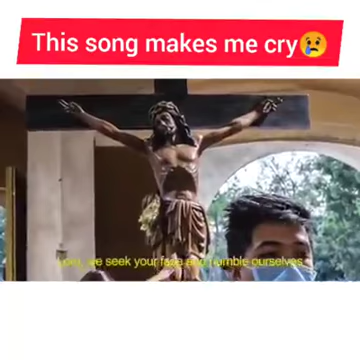 This song makes me cry😢
Lord, we seek your face and humble ourselves